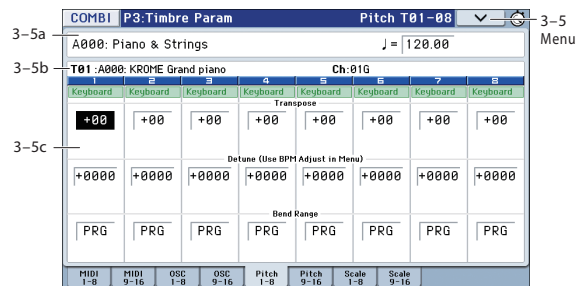 COMBI P3:Timbre Param Pitch T01-08
3–5 Menu
3–5a
A000: Piano & Strings ♩= 120.00
3–5b
T01 :A000: KROME Grand piano Ch:01G
1 2 3 4 5 6 7 8
Keyboard Keyboard Keyboard Keyboard Keyboard Keyboard Keyboard Keyboard
Transpose
+00 +00 +00 +00 +00 +00 +00 +00
3–5c
Detune (Use BPM Adjust in Menu)
+0000 +0000 +0000 +0000 +0000 +0000 +0000 +0000
Bend Range
PRG PRG PRG PRG PRG PRG PRG PRG
MIDI 1-8 MIDI 9-16 OSC 1-8 OSC 9-16 Pitch 1-8 Pitch 9-16 Scale 1-8 Scale 9-16